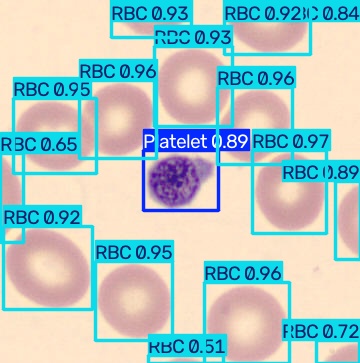 RBC 0.93
RBC 0.92
C 0.84
RBC 0.93
RBC 0.96
RBC 0.96
RBC 0.95
RBC 0.65
Platelet 0.89
RBC 0.97
RBC 0.89
RBC 0.92
RBC 0.95
RBC 0.96
RBC 0.72
RBC 0.51